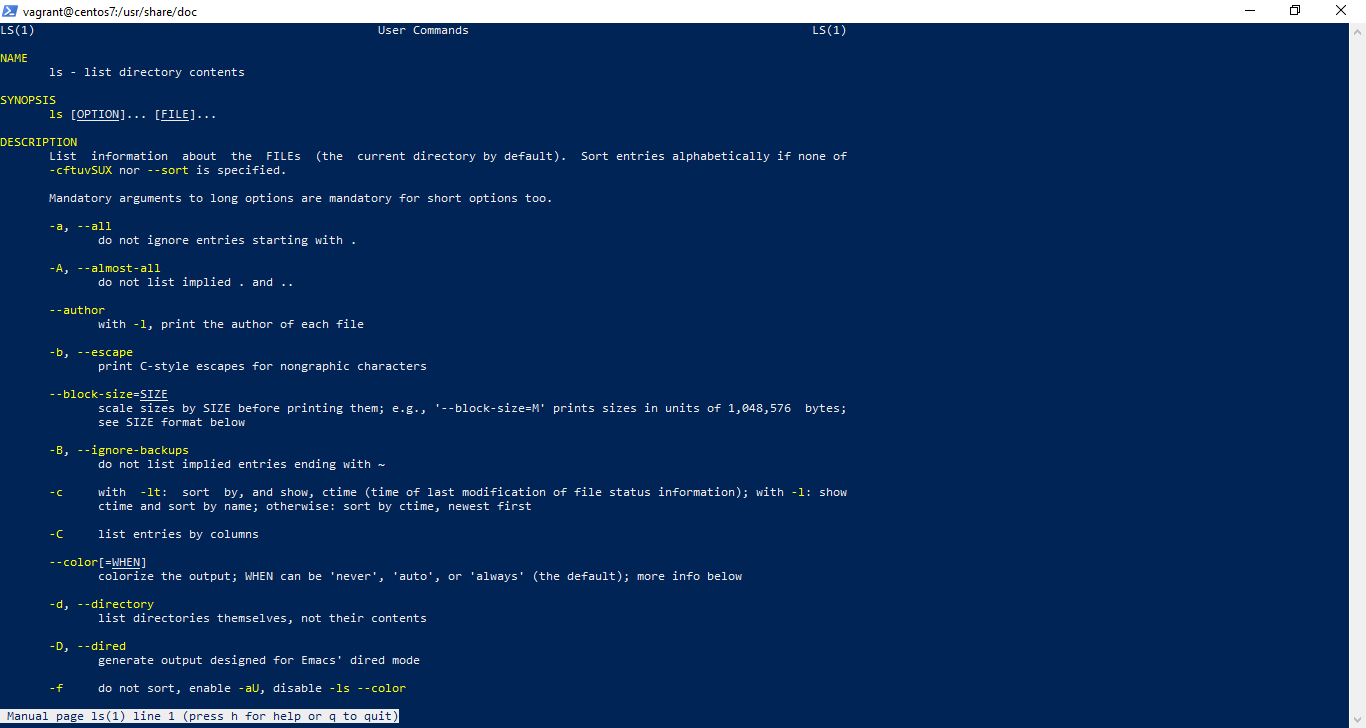 vagrant@centos7:/usr/share/doc
LS(1) User Commands LS(1)
NAME
ls - list directory contents
SYNOPSIS
ls [OPTION]... [FILE]...
DESCRIPTION
List information about the FILEs (the current directory by default). Sort entries alphabetically if none of
-cftuvSUX nor --sort is specified.
Mandatory arguments to long options are mandatory for short options too.
-a, --all
do not ignore entries starting with .
-A, --almost-all
do not list implied . and ..
--author
with -l, print the author of each file
-b, --escape
print C-style escapes for nongraphic characters
--block-size=SIZE
scale sizes by SIZE before printing them; e.g., '--block-size=M' prints sizes in units of 1,048,576 bytes;
see SIZE format below
-B, --ignore-backups
do not list implied entries ending with ~
-c with -lt: sort by, and show, ctime (time of last modification of file status information); with -l: show
ctime and sort by name; otherwise: sort by ctime, newest first
-C list entries by columns
--color[=WHEN]
colorize the output; WHEN can be 'never', 'auto', or 'always' (the default); more info below
-d, --directory
list directories themselves, not their contents
-D, --dired
generate output designed for Emacs' dired mode
-f do not sort, enable -aU, disable -ls --color
Manual page ls(1) line 1 (press h for help or q to quit)